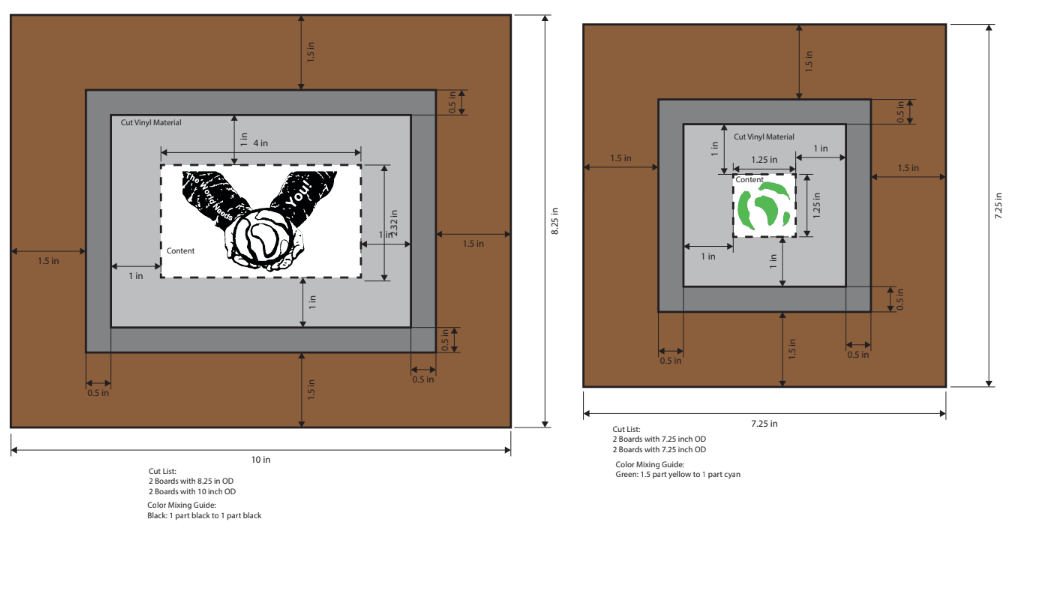 1.5 in
0.5 in
Cut Vinyl Material
1 in
4 in
The World Needs
You!
2.32 in
1 in
Content
1.5 in
1.5 in
1 in
1 in
0.5 in
0.5 in
0.5 in
1.5 in
8.25 in
10 in
Cut List:
2 Boards with 8.25 in OD
2 Boards with 10 inch OD
Color Mixing Guide:
Black: 1 part black to 1 part black
1.5 in
0.5 in
Cut Vinyl Material
1 in
1 in
1.25 in
1.5 in
1.5 in
Content
1.25 in
7.25 in
1 in
1 in
0.5 in
0.5 in
0.5 in
1.5 in
7.25 in
Cut List:
2 Boards with 7.25 inch OD
2 Boards with 7.25 inch OD
Color Mixing Guide:
Green: 1.5 part yellow to 1 part cyan